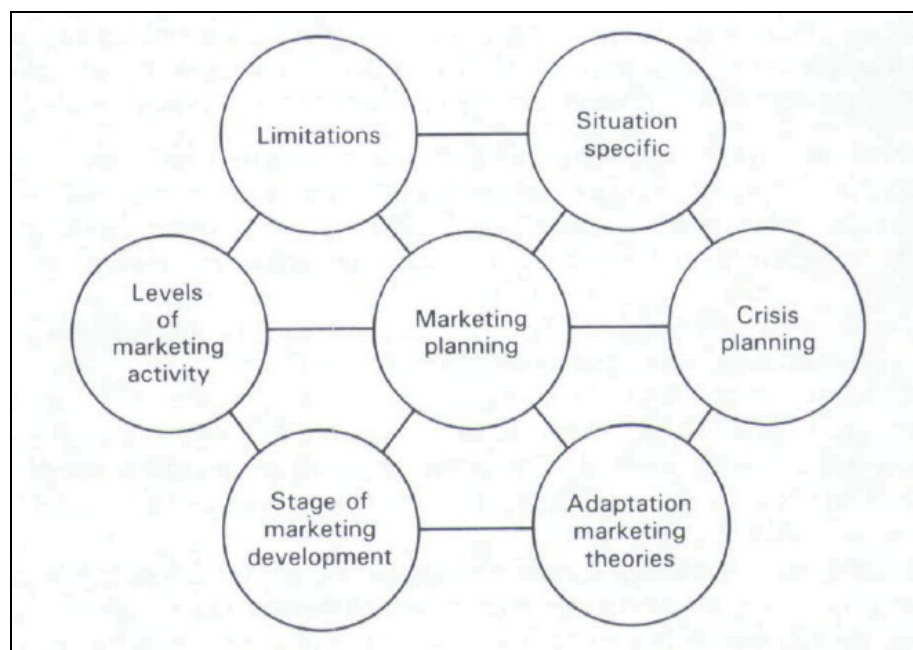 Limitations
Situation
specific
Levels
of
marketing
activity
Marketing
planning
Crisis
planning
Stage of
marketing
development
Adaptation
marketing
theories